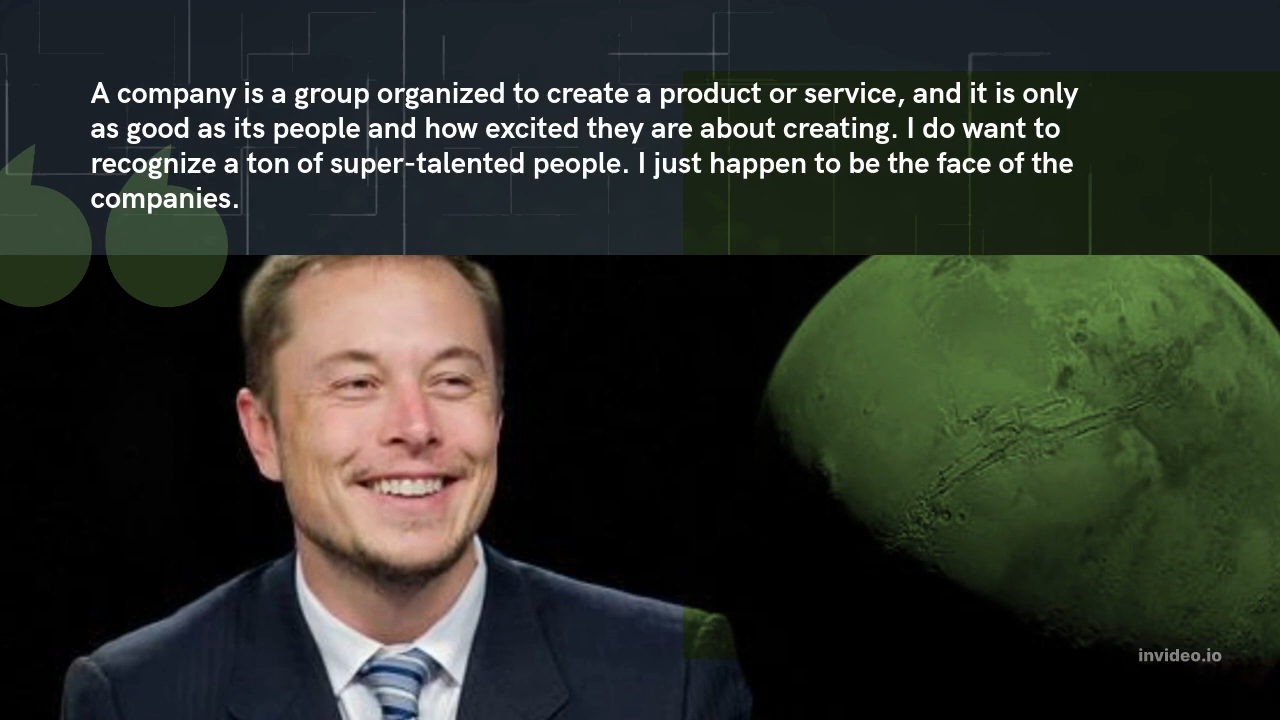 A company is a group organized to create a product or service, and it is only
as good as its people and how excited they are about creating. I do want to
recognize a ton of super-talented people. I just happen to be the face of the
companies.
invideo.io